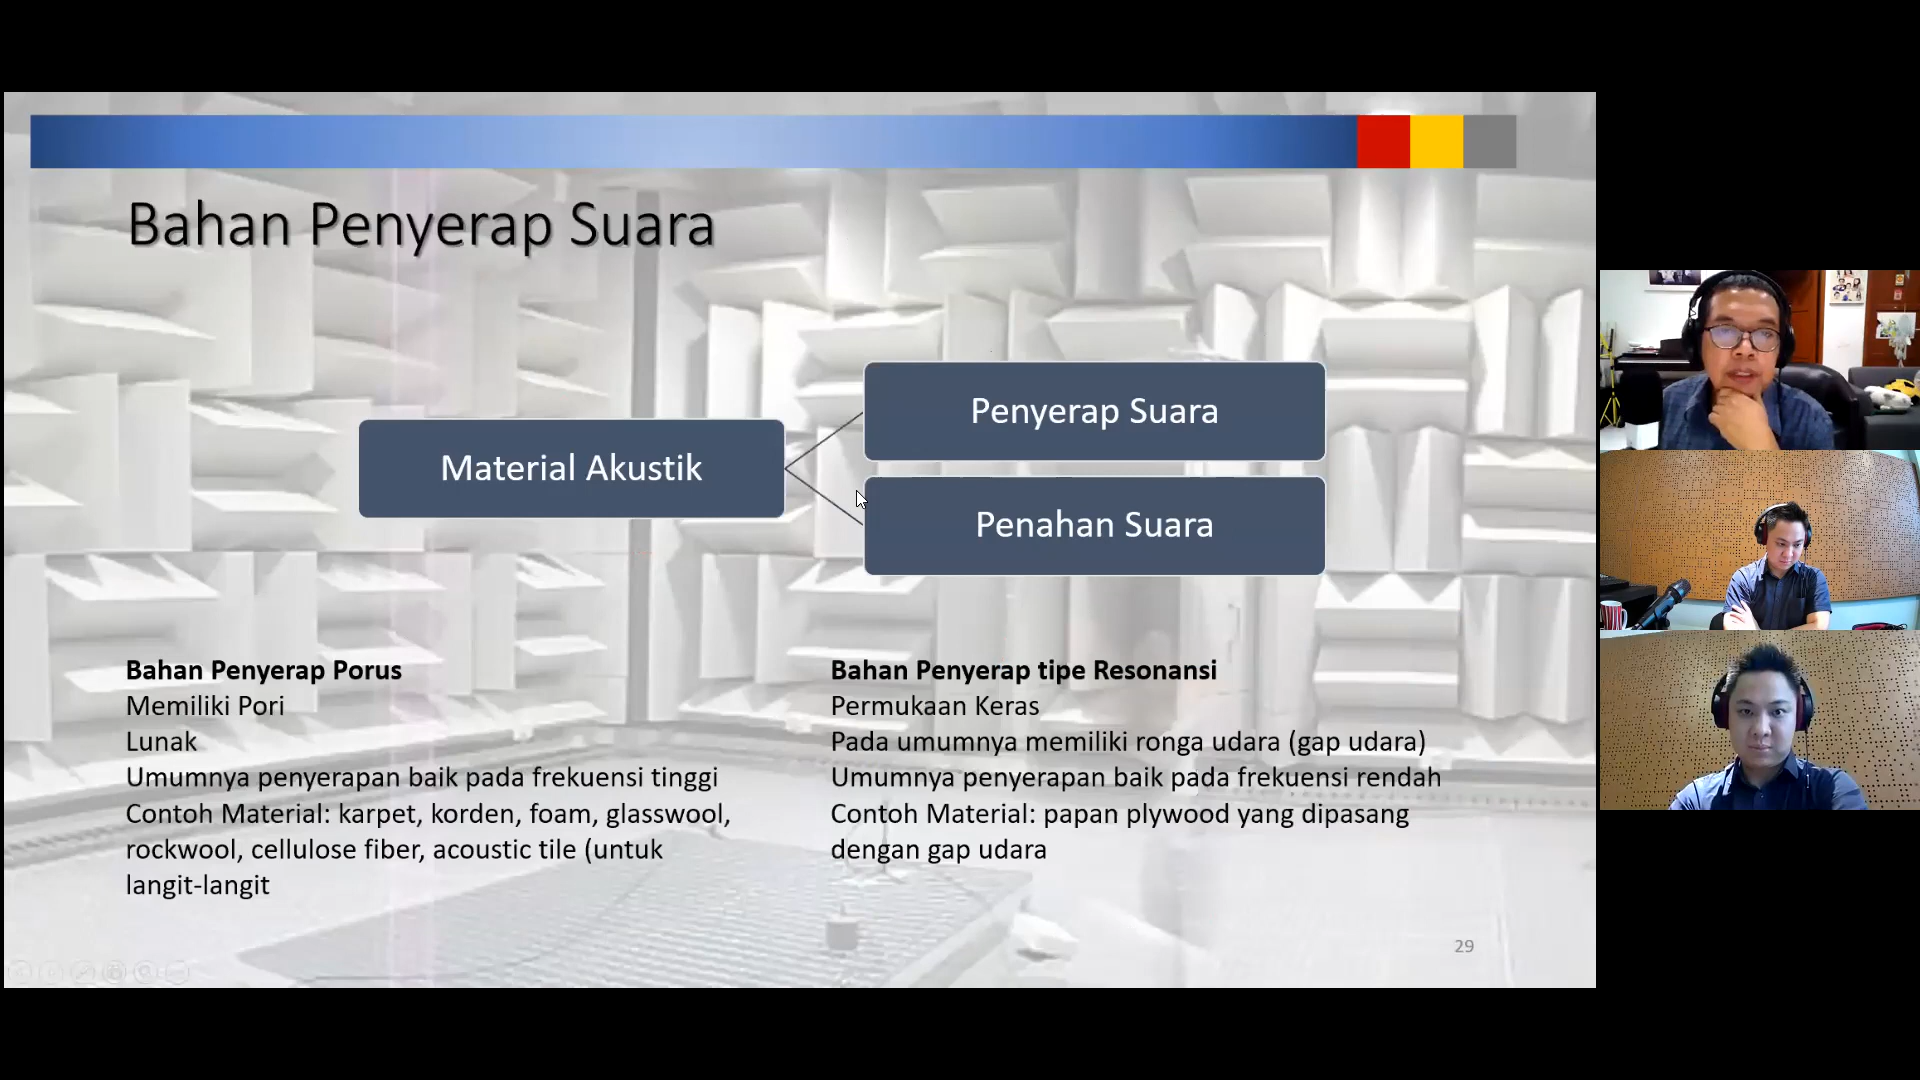 Bahan Penyerap Suara
Material Akustik
Penyerap Suara
Penahan Suara
Bahan Penyerap Porus
Memiliki Pori
Lunak
Umumnya penyerapan baik pada frekuensi tinggi
Contoh Material: karpet, korden, foam, glasswool,
rockwool, cellulose fiber, acoustic tile (untuk
langit-langit
Bahan Penyerap tipe Resonansi
Permukaan Keras
Pada umumnya memiliki ronga udara (gap udara)
Umumnya penyerapan baik pada frekuensi rendah
Contoh Material: papan plywood yang dipasang
dengan gap udara
29